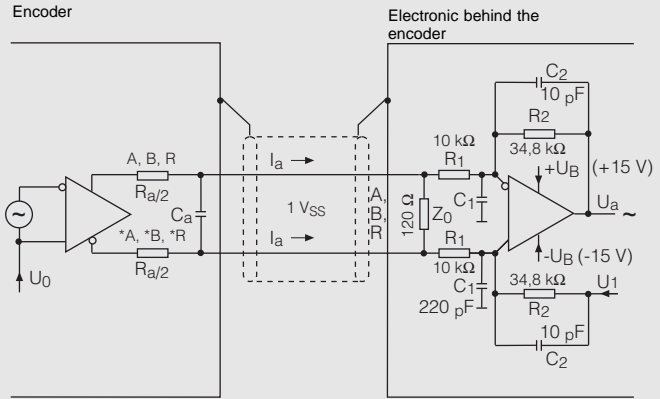 Encoder
Electronic behind the
encoder
C2
10 pF
R2
34,8 kΩ
10 kΩ
R1
+UB (+15 V)
A, B, R
Ra/2
Ia →
C1
Ua ~
~
Ca
1 VSS
A,
B,
R
120 Ω
Z0
*A, *B, *R
Ra/2
Ia →
R1
10 kΩ
-UB (-15 V)
U0
C1
220 pF
34,8 kΩ
R2
U1
10 pF
C2